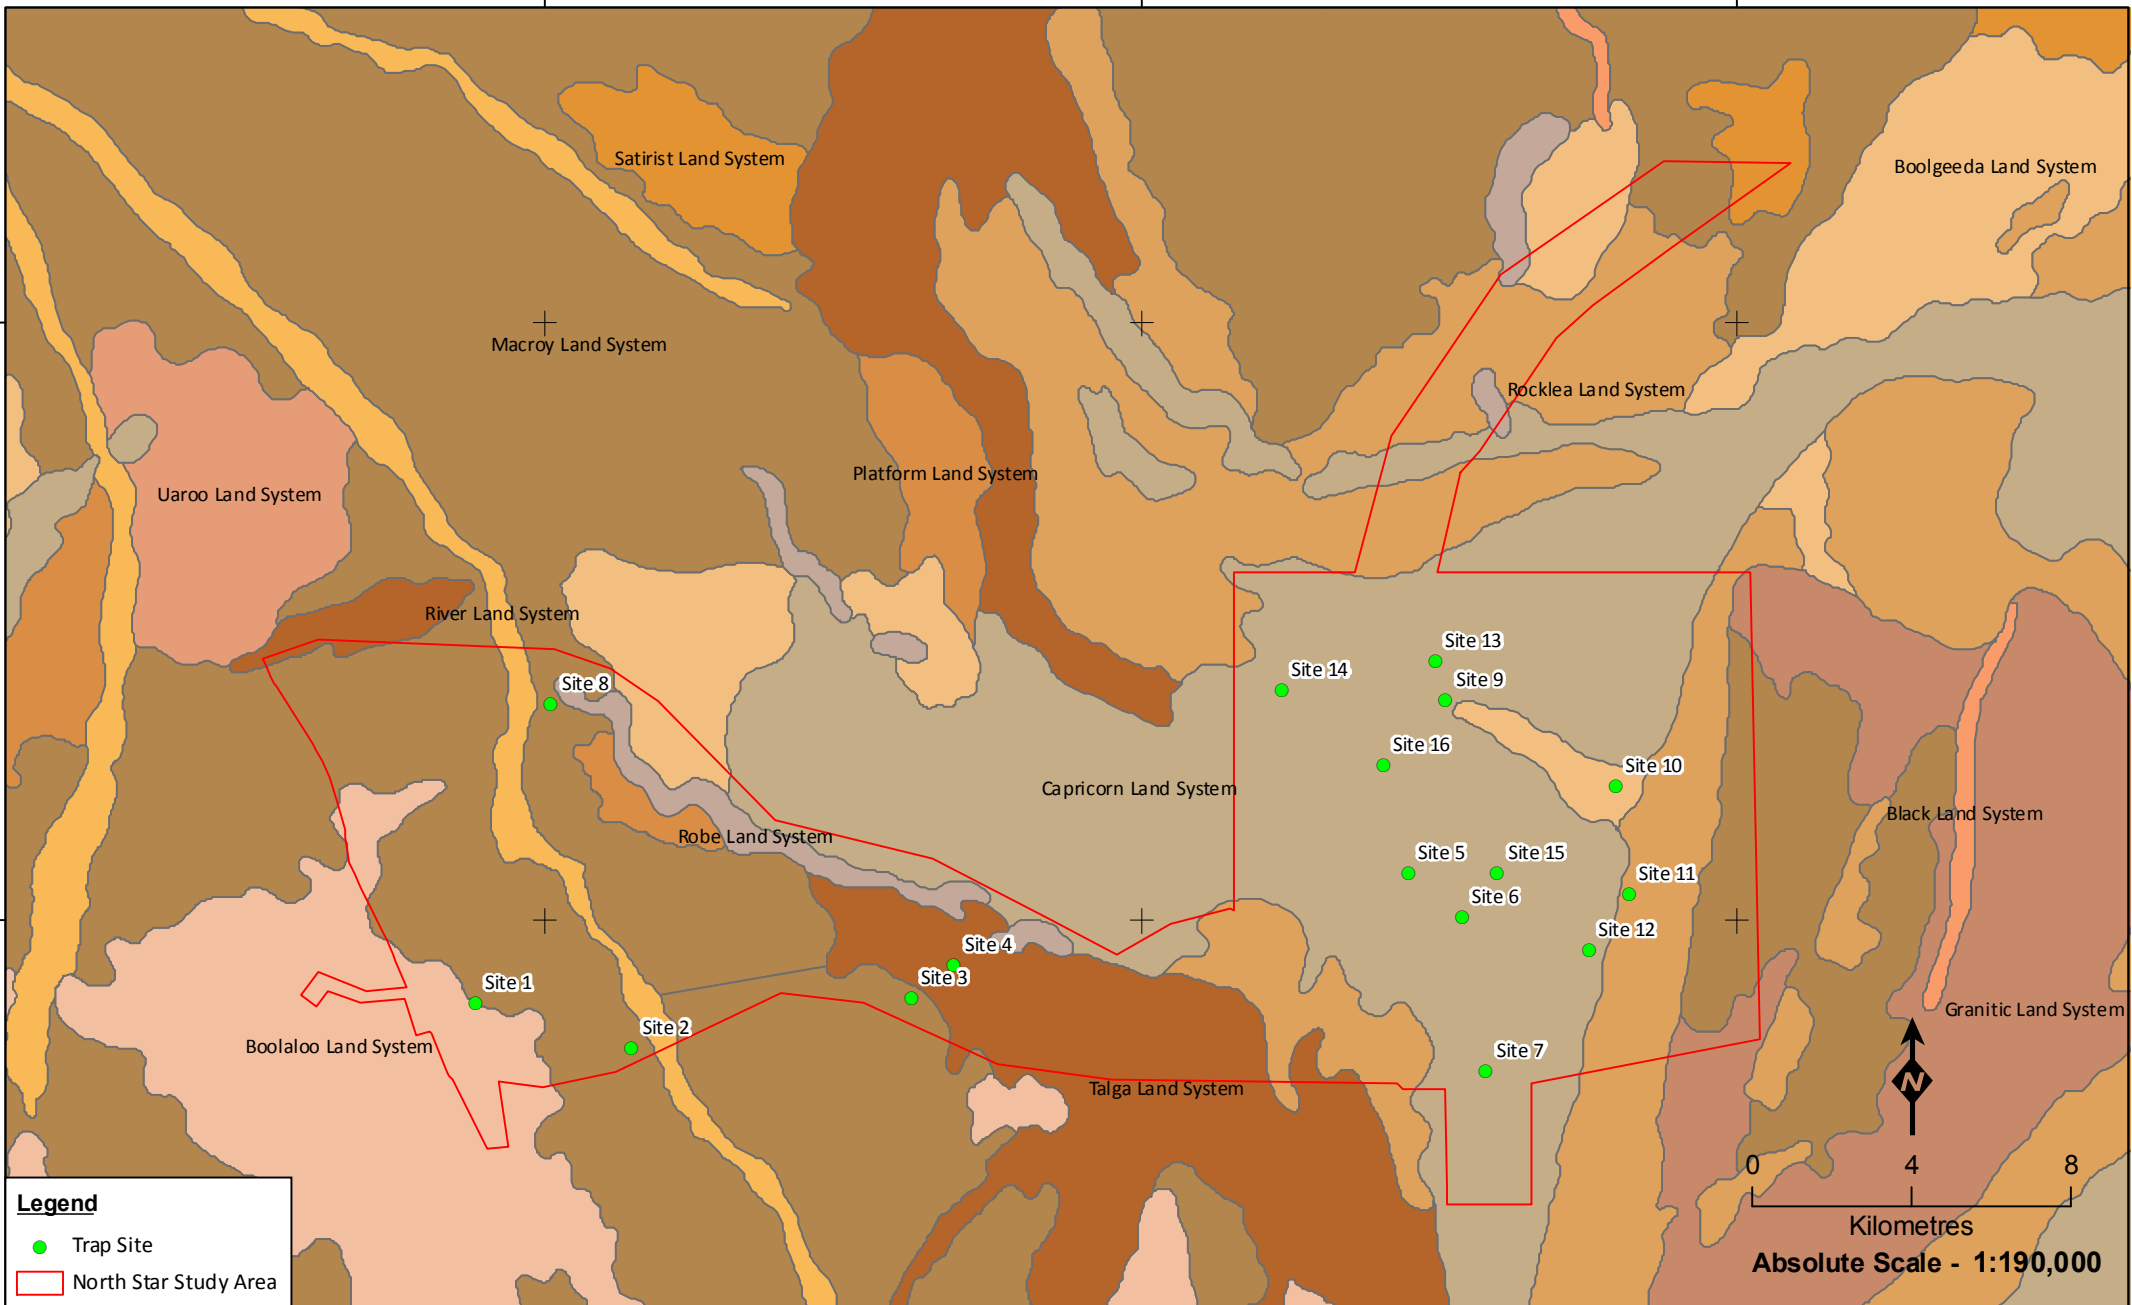 Satirist Land System
Boolgeeda Land System
Macroy Land System
Rocklea Land System
Platform Land System
Uaroo Land System
River Land System
Site 13
Site 14
Site 9
Site 8
Site 16
Site 10
Capricorn Land System
Black Land System
Robe Land System
Site 5
Site 15
Site 11
Site 6
Site 12
Site 4
Site 3
Site 1
Granitic Land System
Site 2
Boolaloo Land System
Site 7
Talga Land System
N
0 4 8
Kilometres
Absolute Scale - 1:190,000
Legend
Trap Site
North Star Study Area